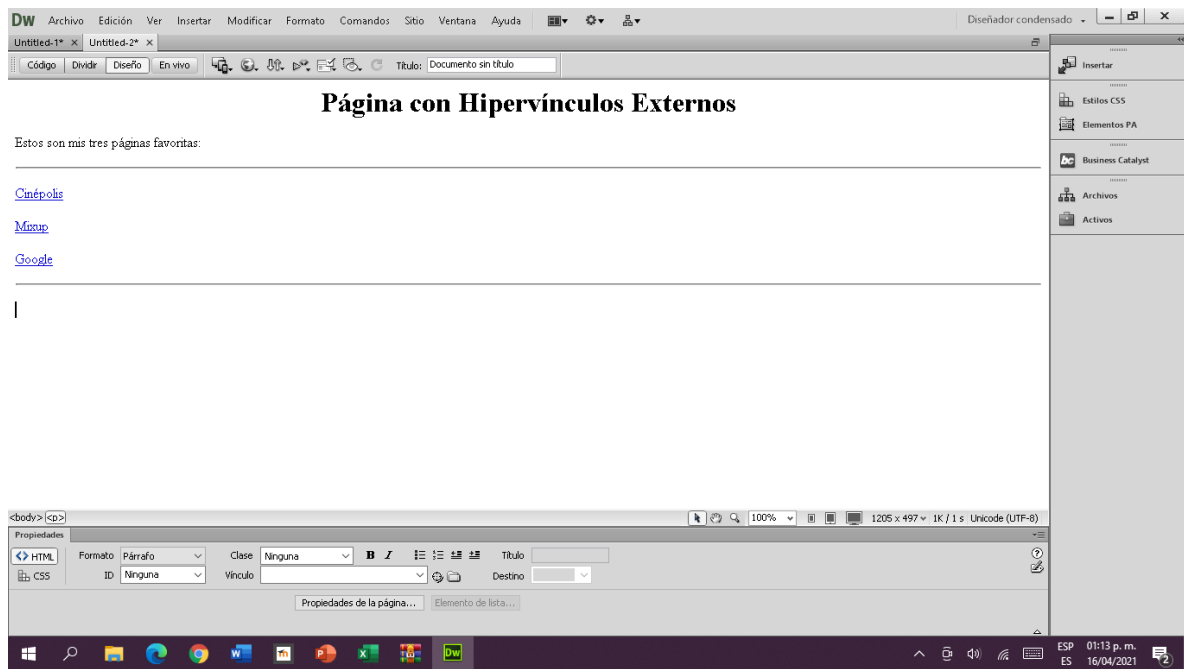 DW Archivo Edición Ver Insertar Modificar Formato Comandos Sitio Ventana Ayuda Diseñador condensado
Untitled-1* × Untitled-2* ×
Código Dividir Diseño En vivo Título: Documento sin título
Página con Hipervínculos Externos
Estos son mis tres páginas favoritas:
Cinépolis
Mixup
Google
Insertar
Estilos CSS
Elementos PA
bc Business Catalyst
Archivos
Activos
<body> <p> 100% 1205 x 497 1K / 1 s Unicode (UTF-8)
Propiedades
<> HTML Formato Párrafo Clase Ninguna B I Título
CSS ID Ninguna Vínculo Destino
Propiedades de la página... Elemento de lista...
ESP 01:13 p. m.
ES 16/04/2021